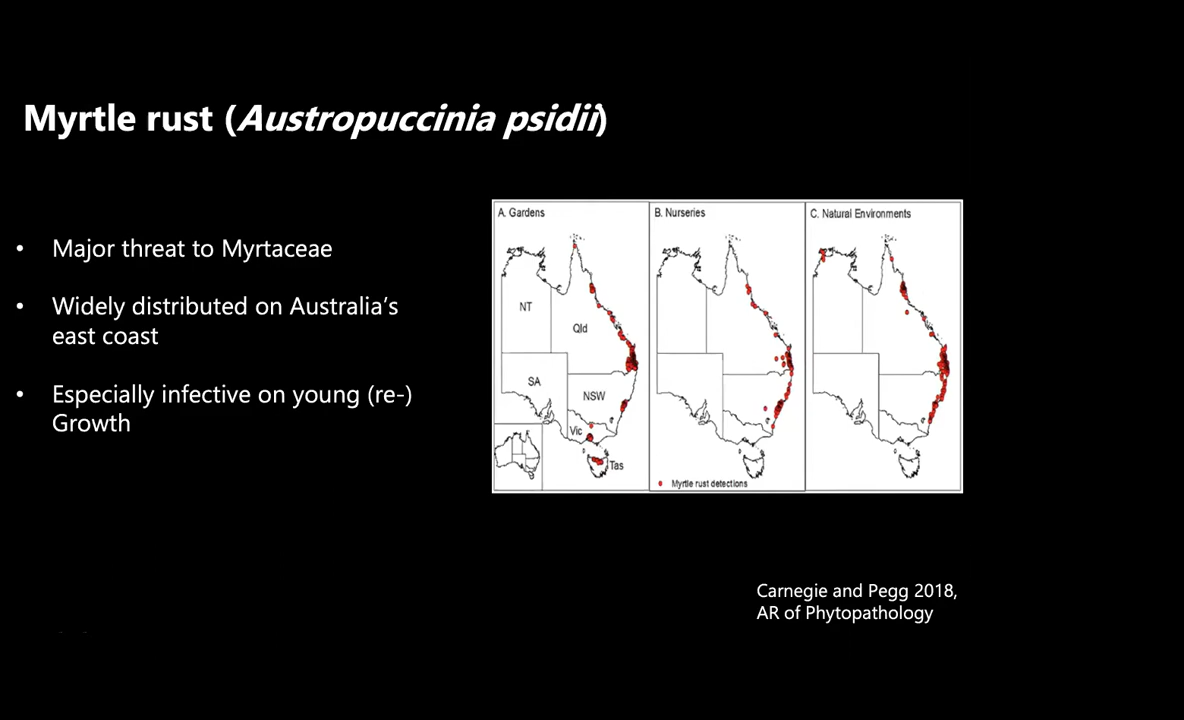 Myrtle rust (Austropuccinia psidii)
• Major threat to Myrtaceae
• Widely distributed on Australia’s
east coast
• Especially infective on young (re-)
Growth
A. Gardens
B. Nurseries
C. Natural Environments
NT
Qld
SA
NSW
Vic
Tas
Myrtle rust detections
Carnegie and Pegg 2018,
AR of Phytopathology